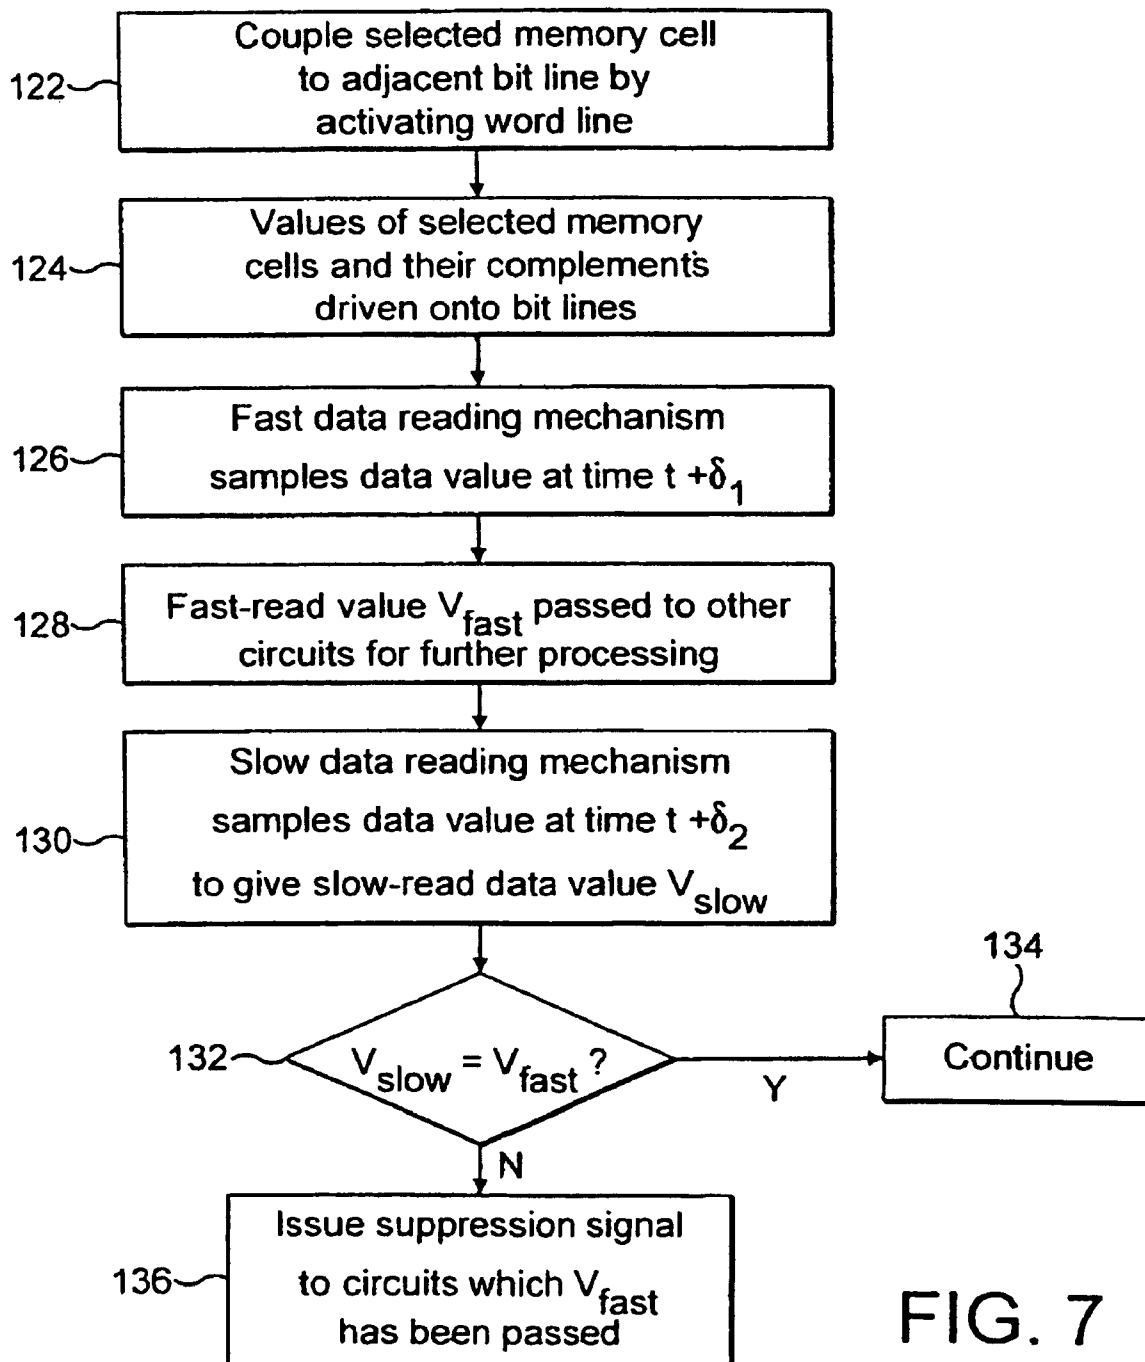 Couple selected memory cell
to adjacent bit line by
activating word line
122
Values of selected memory
cells and their complements
driven onto bit lines
124
Fast data reading mechanism
samples data value at time t +δ1
126
Fast-read value Vfast passed to other
circuits for further processing
128
Slow data reading mechanism
samples data value at time t +δ2
to give slow-read data value Vslow
130
132
Vslow = Vfast ?
Y
134
Continue
N
Issue suppression signal
to circuits which Vfast
has been passed
136
FIG. 7